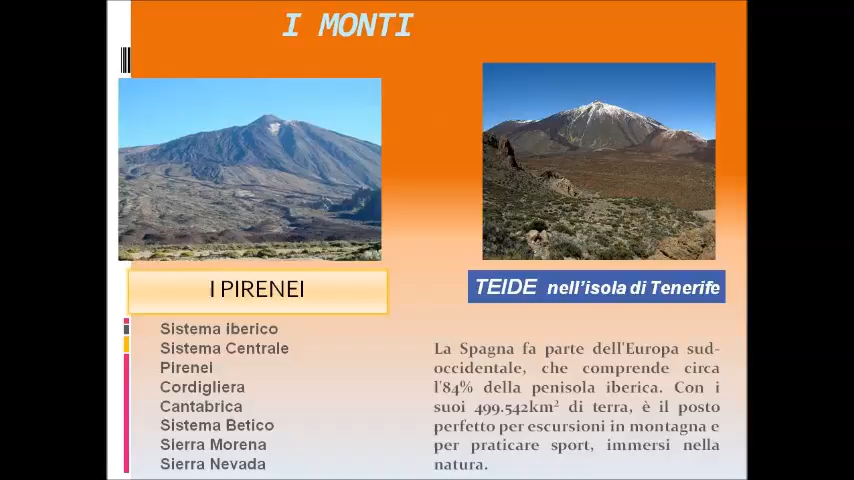 I MONTI
I PIRENEI
TEIDE nell'isola di Tenerife
Sistema iberico
Sistema Centrale
Pirenei
Cordigliera
Cantabrica
Sistema Betico
Sierra Morena
Sierra Nevada
La Spagna fa parte dell'Europa sud-
occidentale, che comprende circa
l'84% della penisola iberica. Con i
suoi 499.542km² di terra, è il posto
perfetto per escursioni in montagna e
per praticare sport, immersi nella
natura.